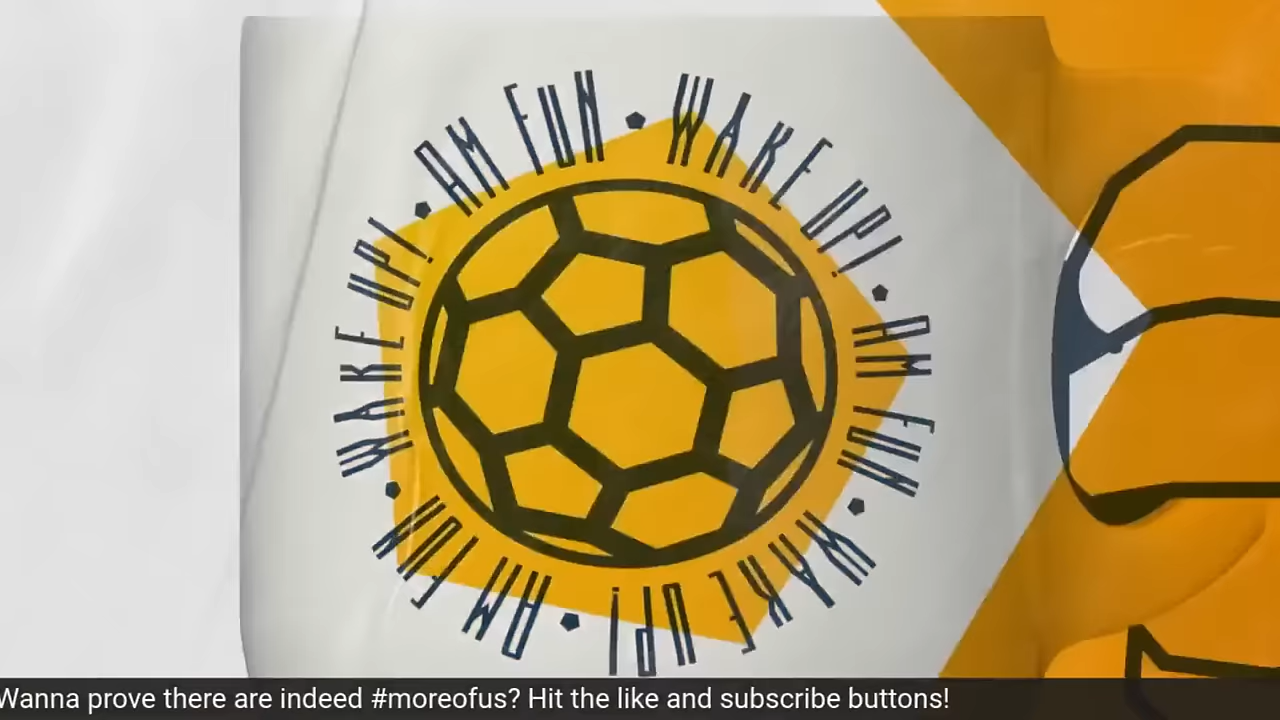 WAKE UP! • AM FUN • WAKE UP! • AM FUN • WAKE UP! • AM FUN •
Wanna prove there are indeed #moreofus? Hit the like and subscribe buttons!